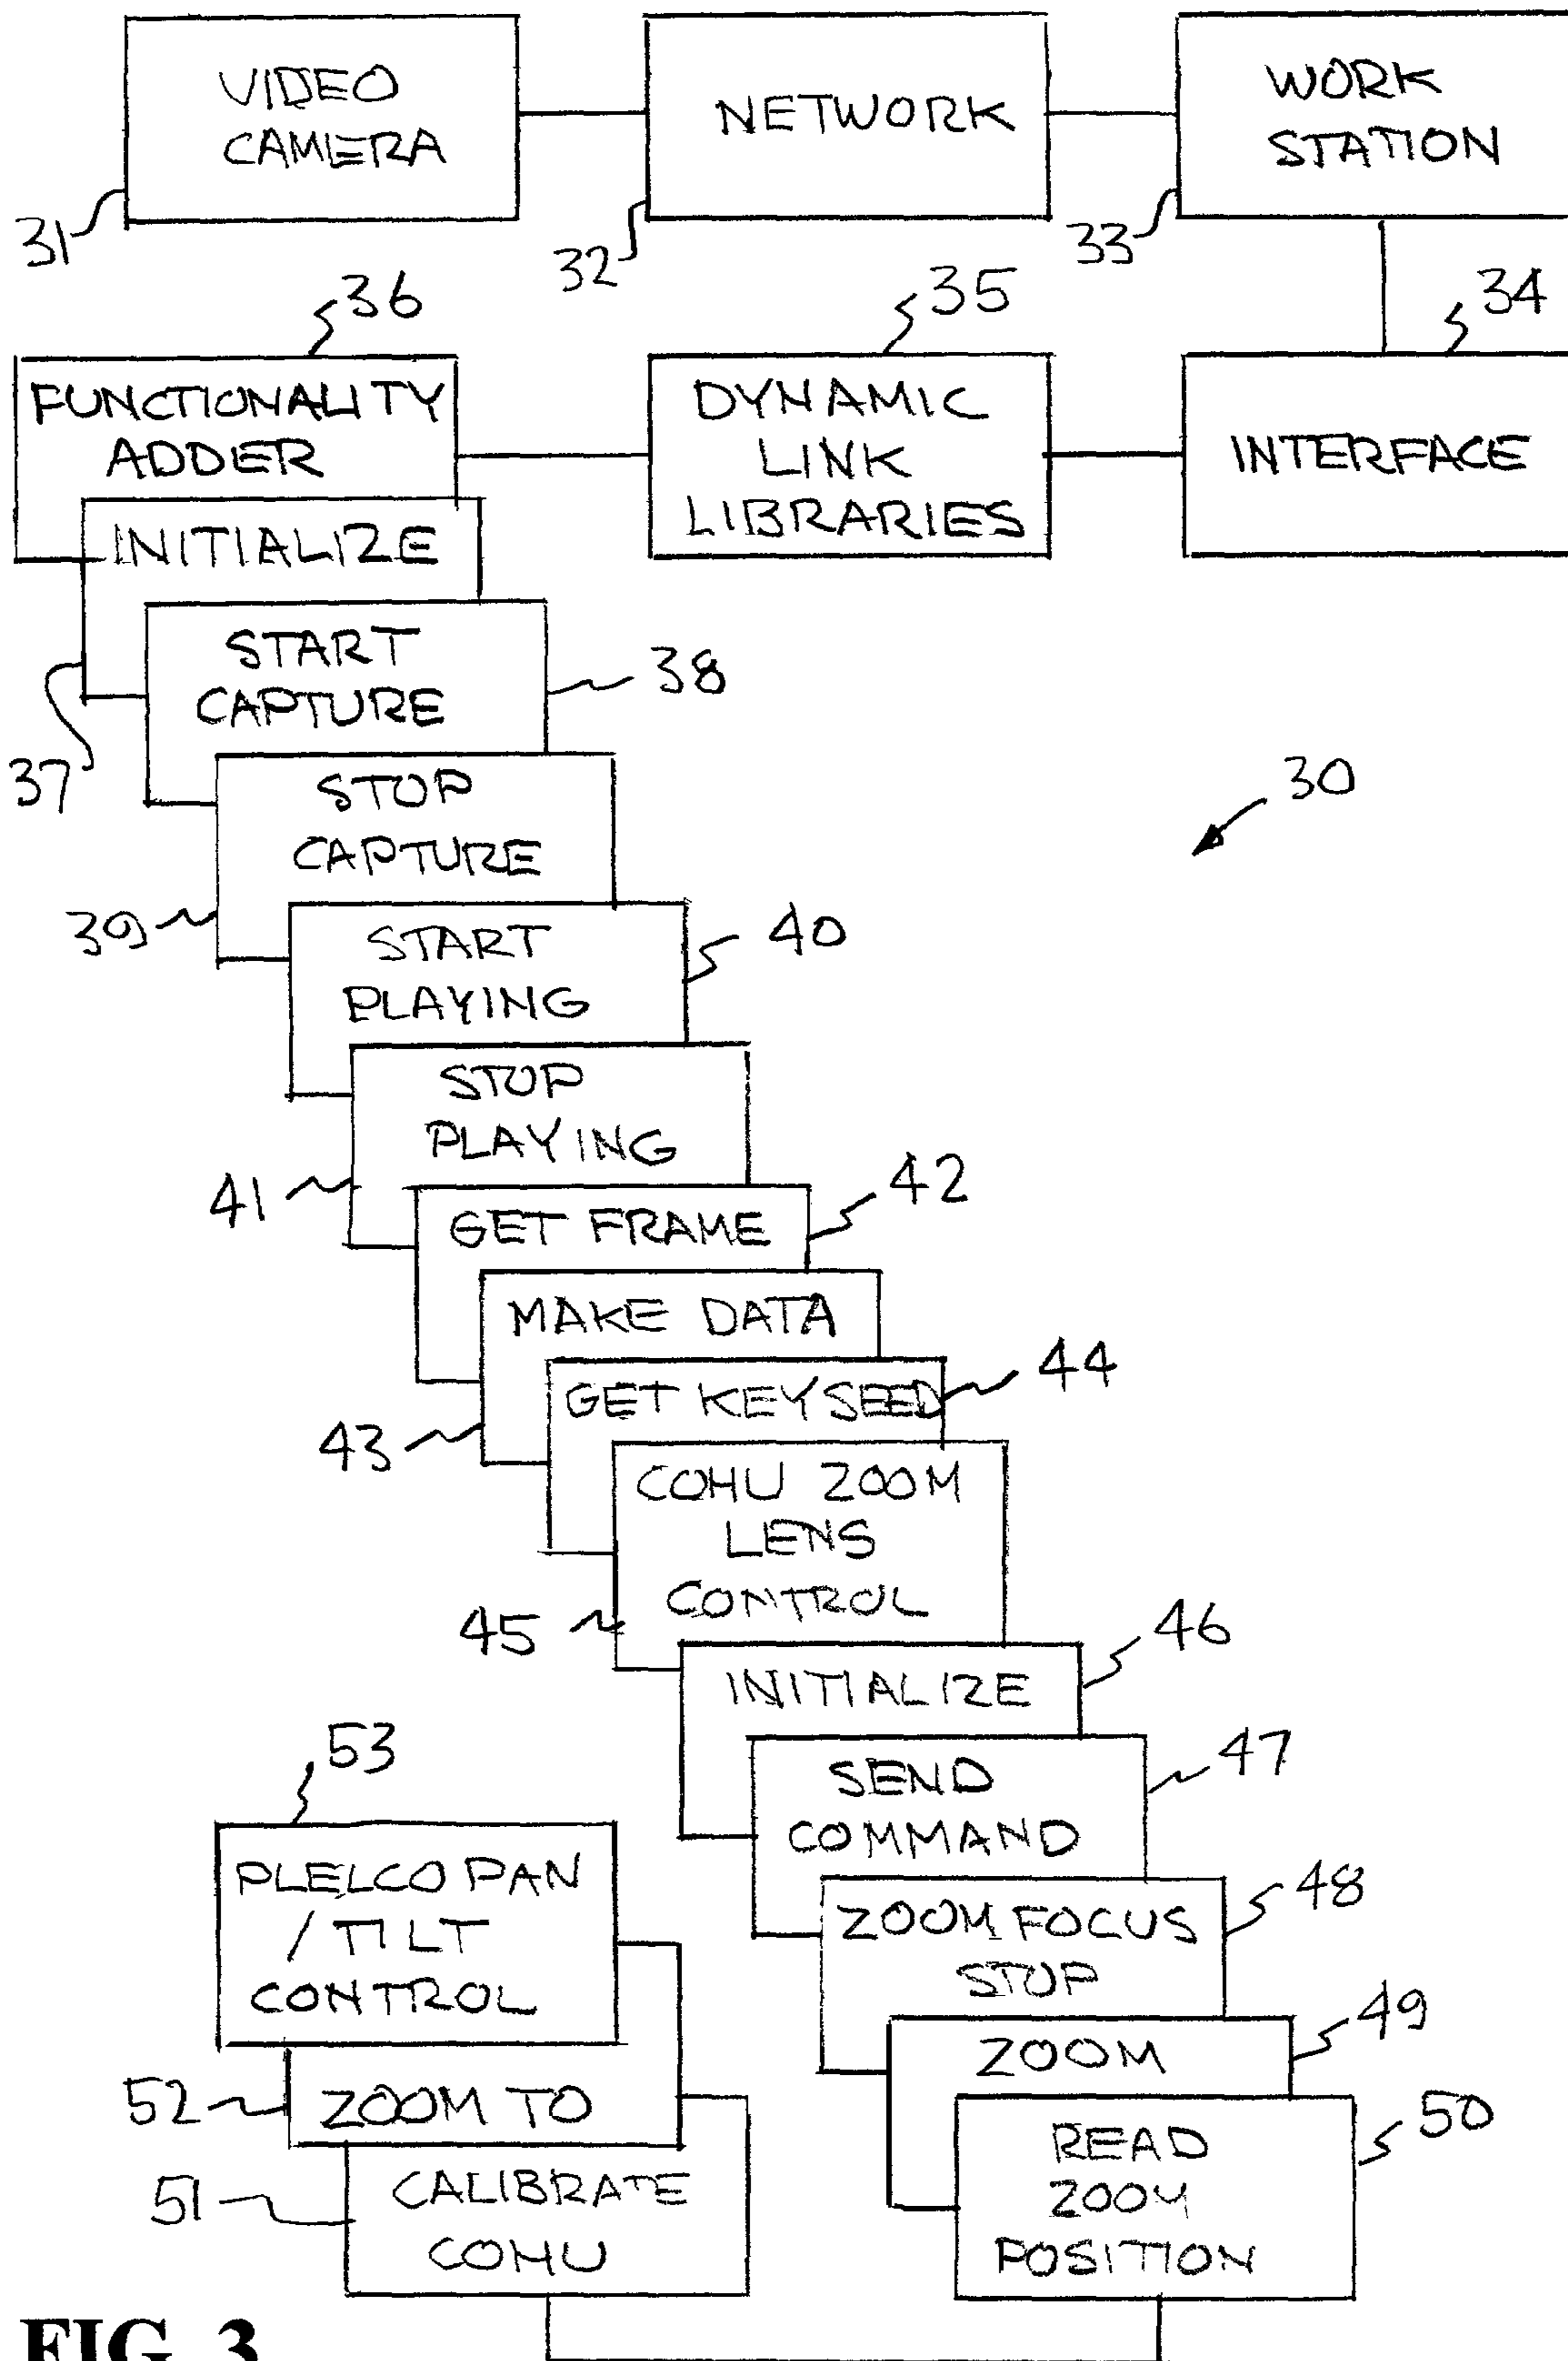 VIDEO
CAMERA
NETWORK
WORK
STATION
31
32
33
36
35
34
FUNCTIONALITY
ADDER
DYNAMIC
LINK
LIBRARIES
INTERFACE
INITIALIZE
START
CAPTURE
38
37
STOP
CAPTURE
30
39
START
PLAYING
40
STOP
PLAYING
41
GET FRAME
42
MAKE DATA
43
GET KEY SEED
44
COHU ZOOM
LENS
CONTROL
45
INITIALIZE
46
SEND
COMMAND
47
53
PLELCO PAN
/ TILT
CONTROL
ZOOM FOCUS
STOP
48
ZOOM
49
52
ZOOM TO
READ
ZOOM
POSITION
50
51
CALIBRATE
COHU
FIG. 3